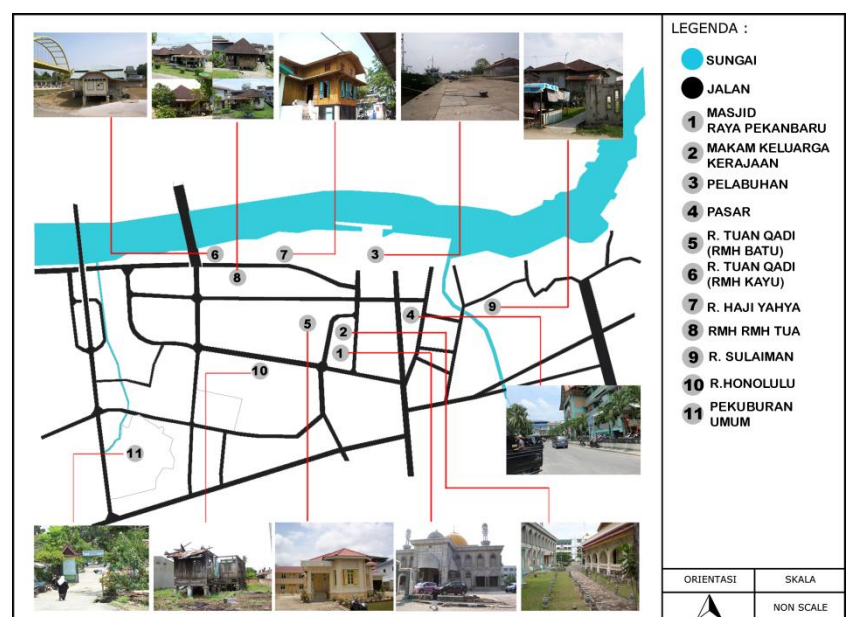 LEGENDA :
SUNGAI
JALAN
1 MASJID
RAYA PEKANBARU
2 MAKAM KELUARGA
KERAJAAN
3 PELABUHAN
4 PASAR
5 R. TUAN QADI
(RMH BATU)
6 R. TUAN QADI
(RMH KAYU)
7 R. HAJI YAHYA
8 RMH RMH TUA
9 R. SULAIMAN
10 R.HONOLULU
11 PEKUBURAN
UMUM
ORIENTASI
SKALA
NON SCALE
6
7
3
8
9
5
2
4
1
10
11